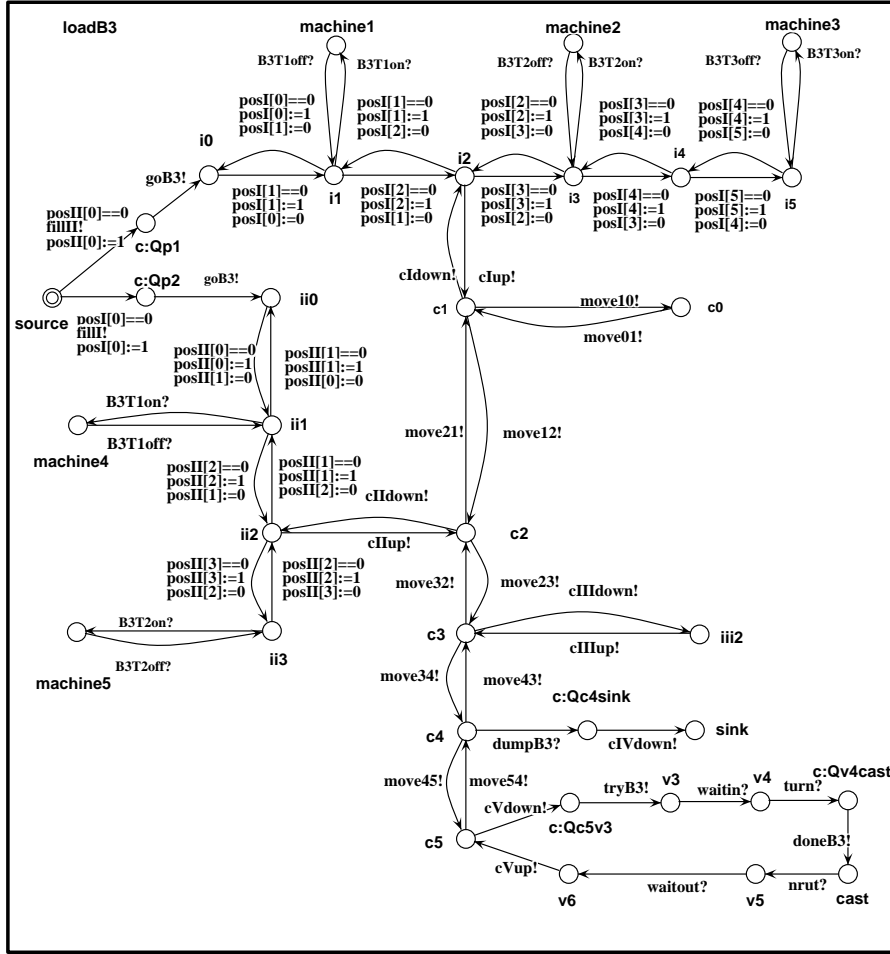 loadB3
machine1
machine2
machine3
B3T1off?
B3T1on?
B3T2off?
B3T2on?
B3T3off?
B3T3on?
posI[0]==0
posI[0]:=1
posI[1]:=0
posI[1]==0
posI[1]:=1
posI[2]:=0
posI[2]==0
posI[2]:=1
posI[3]:=0
posI[3]==0
posI[3]:=1
posI[4]:=0
posI[4]==0
posI[4]:=1
posI[5]:=0
i0
i1
i2
i3
i4
i5
goB3!
posI[1]==0
posI[1]:=1
posI[0]:=0
posI[2]==0
posI[2]:=1
posI[1]:=0
posI[3]==0
posI[3]:=1
posI[2]:=0
posI[4]==0
posI[4]:=1
posI[3]:=0
posI[5]==0
posI[5]:=1
posI[4]:=0
posII[0]==0
fillII!
posII[0]:=1
c:Qp1
c:Qp2
goB3!
ii0
source
posI[0]==0
fillI!
posI[0]:=1
cIdown!
cIup!
c1
move10!
c0
move01!
posII[0]==0
posII[0]:=1
posII[1]:=0
posII[1]==0
posII[1]:=1
posII[0]:=0
B3T1on?
ii1
B3T1off?
machine4
move21!
move12!
posII[2]==0
posII[2]:=1
posII[1]:=0
posII[1]==0
posII[1]:=1
posII[2]:=0
cIIdown!
ii2
cIIup!
c2
posII[3]==0
posII[3]:=1
posII[2]:=0
posII[2]==0
posII[2]:=1
posII[3]:=0
move32!
move23!
cIIIdown!
B3T2on?
ii3
B3T2off?
machine5
c3
cIIIup!
iii2
move34!
move43!
c:Qc4sink
c4
dumpB3?
cIVdown!
sink
move45!
move54!
cVdown!
c:Qc5v3
tryB3!
v3
waitin?
v4
turn?
c:Qv4cast
c5
doneB3!
cVup!
v6
waitout?
v5
nrut?
cast